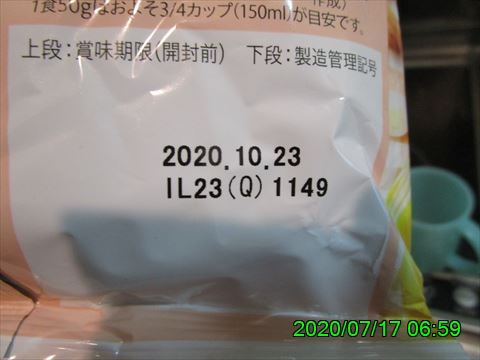 作成)
1食50gはおよそ3/4カップ(150ml)が目安です。
上段:賞味期限(開封前) 下段:製造管理記号
2020.10.23
IL23(Q)1149
2020/07/17 06:59